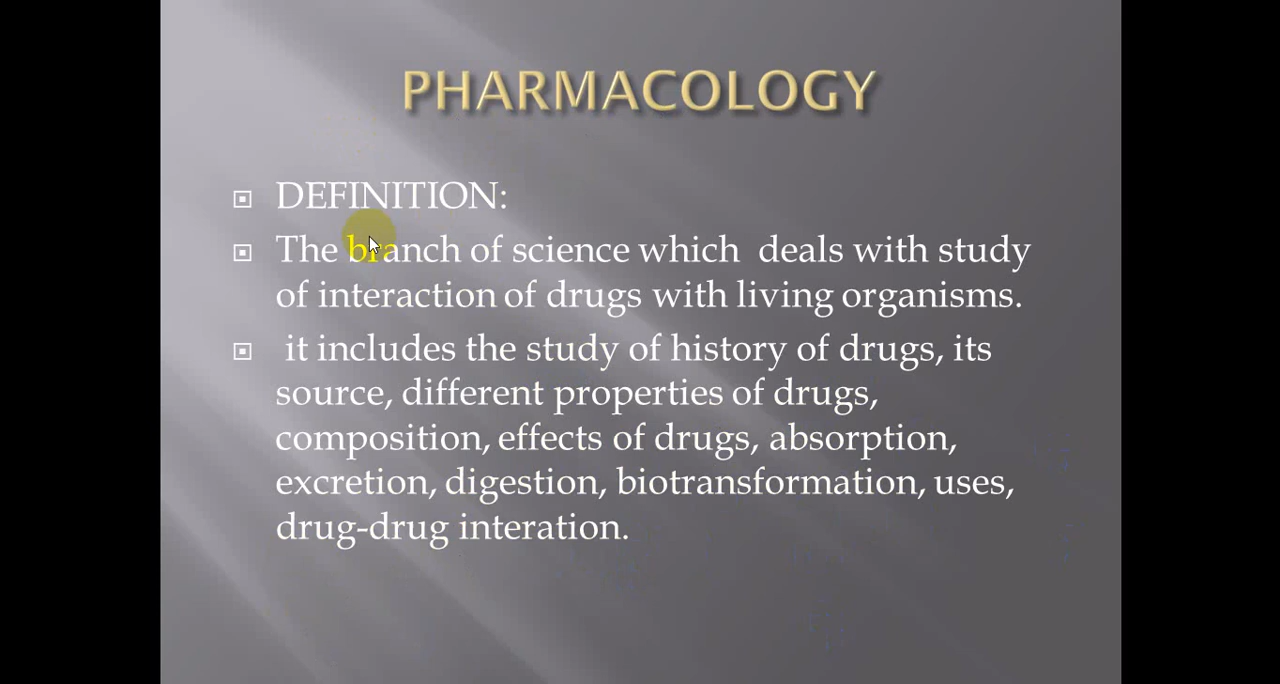 PHARMACOLOGY
DEFINITION:
The branch of science which deals with study
of interaction of drugs with living organisms.
it includes the study of history of drugs, its
source, different properties of drugs,
composition, effects of drugs, absorption,
excretion, digestion, biotransformation, uses,
drug-drug interation.